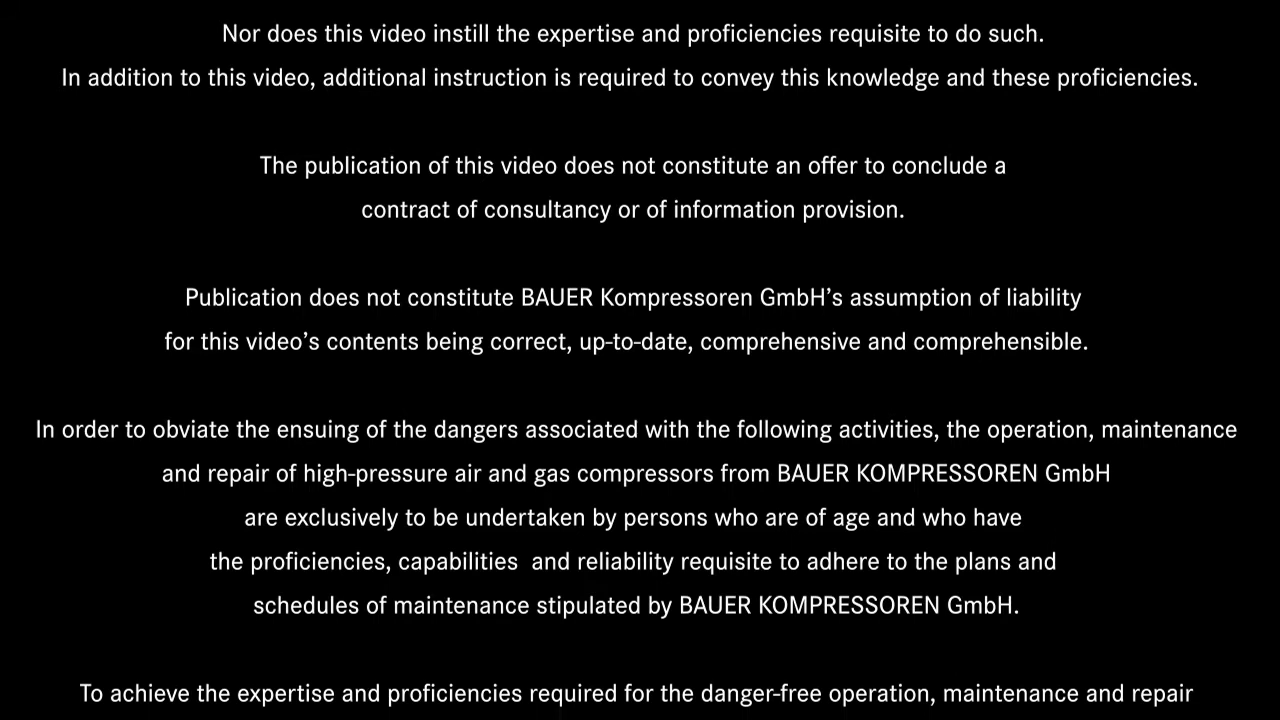 Nor does this video instill the expertise and proficiencies requisite to do such.
In addition to this video, additional instruction is required to convey this knowledge and these proficiencies.
The publication of this video does not constitute an offer to conclude a
contract of consultancy or of information provision.
Publication does not constitute BAUER Kompressoren GmbH’s assumption of liability
for this video’s contents being correct, up-to-date, comprehensive and comprehensible.
In order to obviate the ensuing of the dangers associated with the following activities, the operation, maintenance
and repair of high-pressure air and gas compressors from BAUER KOMPRESSOREN GmbH
are exclusively to be undertaken by persons who are of age and who have
the proficiencies, capabilities  and reliability requisite to adhere to the plans and
schedules of maintenance stipulated by BAUER KOMPRESSOREN GmbH.
To achieve the expertise and proficiencies required for the danger-free operation, maintenance and repair